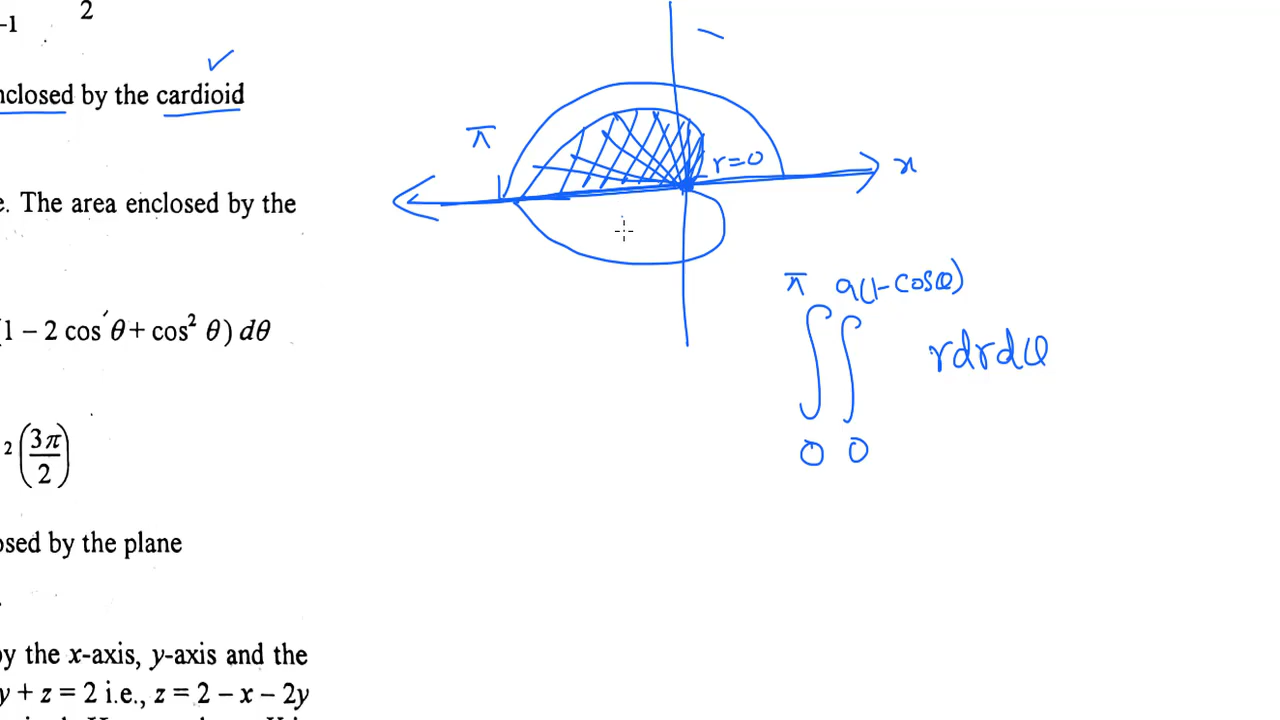 -1 2
nclosed by the cardioid
π
r=0
x
e. The area enclosed by the
π a(1-cosθ)
∫ ∫ rdrdθ
0 0
(1 − 2 cos θ + cos² θ) dθ
2 (3π/2)
osed by the plane
by the x-axis, y-axis and the
y + z = 2 i.e., z = 2 − x − 2y